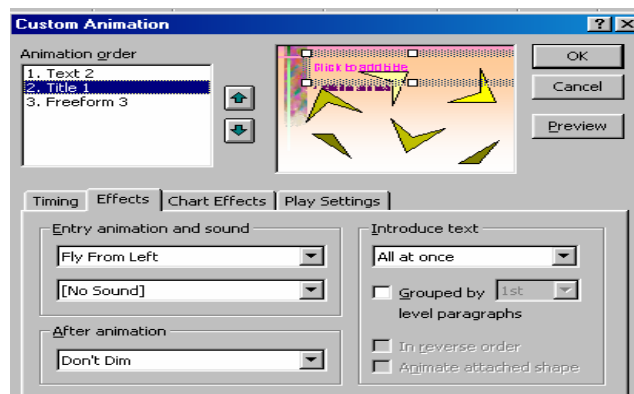 Custom Animation
Animation order
1. Text 2
2. Title 1
3. Freeform 3
Click to add title
OK
Cancel
Preview
Timing
Effects
Chart Effects
Play Settings
Entry animation and sound
Fly From Left
[No Sound]
After animation
Don't Dim
Introduce text
All at once
Grouped by 1st
level paragraphs
In reverse order
Animate attached shape